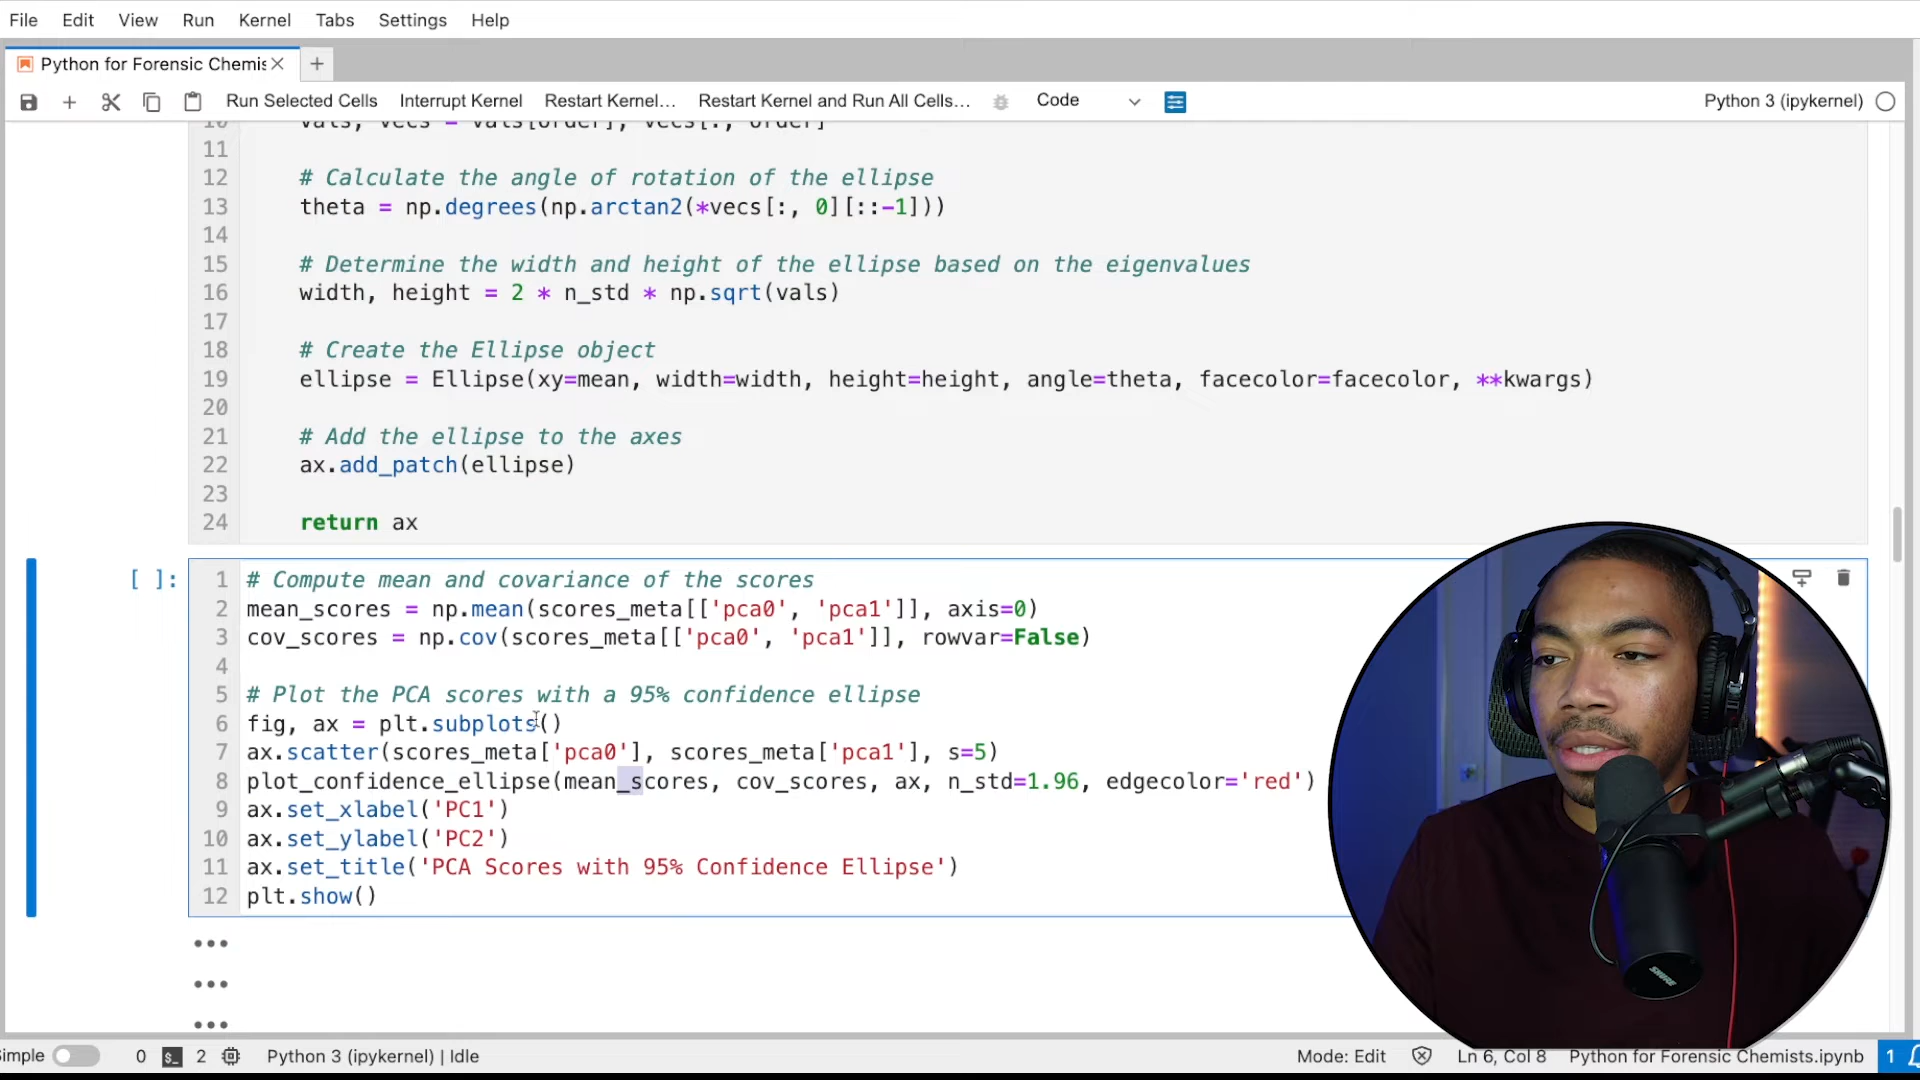 File Edit View Run Kernel Tabs Settings Help
Python for Forensic Chemis
Run Selected Cells Interrupt Kernel Restart Kernel... Restart Kernel and Run All Cells... Code Python 3 (ipykernel)
10 vals, vecs = vals[order], vecs[:, order]
11
12 # Calculate the angle of rotation of the ellipse
13 theta = np.degrees(np.arctan2(*vecs[:, 0][::-1]))
14
15 # Determine the width and height of the ellipse based on the eigenvalues
16 width, height = 2 * n_std * np.sqrt(vals)
17
18 # Create the Ellipse object
19 ellipse = Ellipse(xy=mean, width=width, height=height, angle=theta, facecolor=facecolor, **kwargs)
20
21 # Add the ellipse to the axes
22 ax.add_patch(ellipse)
23
24 return ax
[ ]: 1 # Compute mean and covariance of the scores
2 mean_scores = np.mean(scores_meta[['pca0', 'pca1']], axis=0)
3 cov_scores = np.cov(scores_meta[['pca0', 'pca1']], rowvar=False)
4
5 # Plot the PCA scores with a 95% confidence ellipse
6 fig, ax = plt.subplots()
7 ax.scatter(scores_meta['pca0'], scores_meta['pca1'], s=5)
8 plot_confidence_ellipse(mean_scores, cov_scores, ax, n_std=1.96, edgecolor='red')
9 ax.set_xlabel('PC1')
10 ax.set_ylabel('PC2')
11 ax.set_title('PCA Scores with 95% Confidence Ellipse')
12 plt.show()
•••
•••
•••
SHURE
imple 0 $_ 2 Python 3 (ipykernel) | Idle Mode: Edit Ln 6, Col 8 Python for Forensic Chemists.ipynb 1